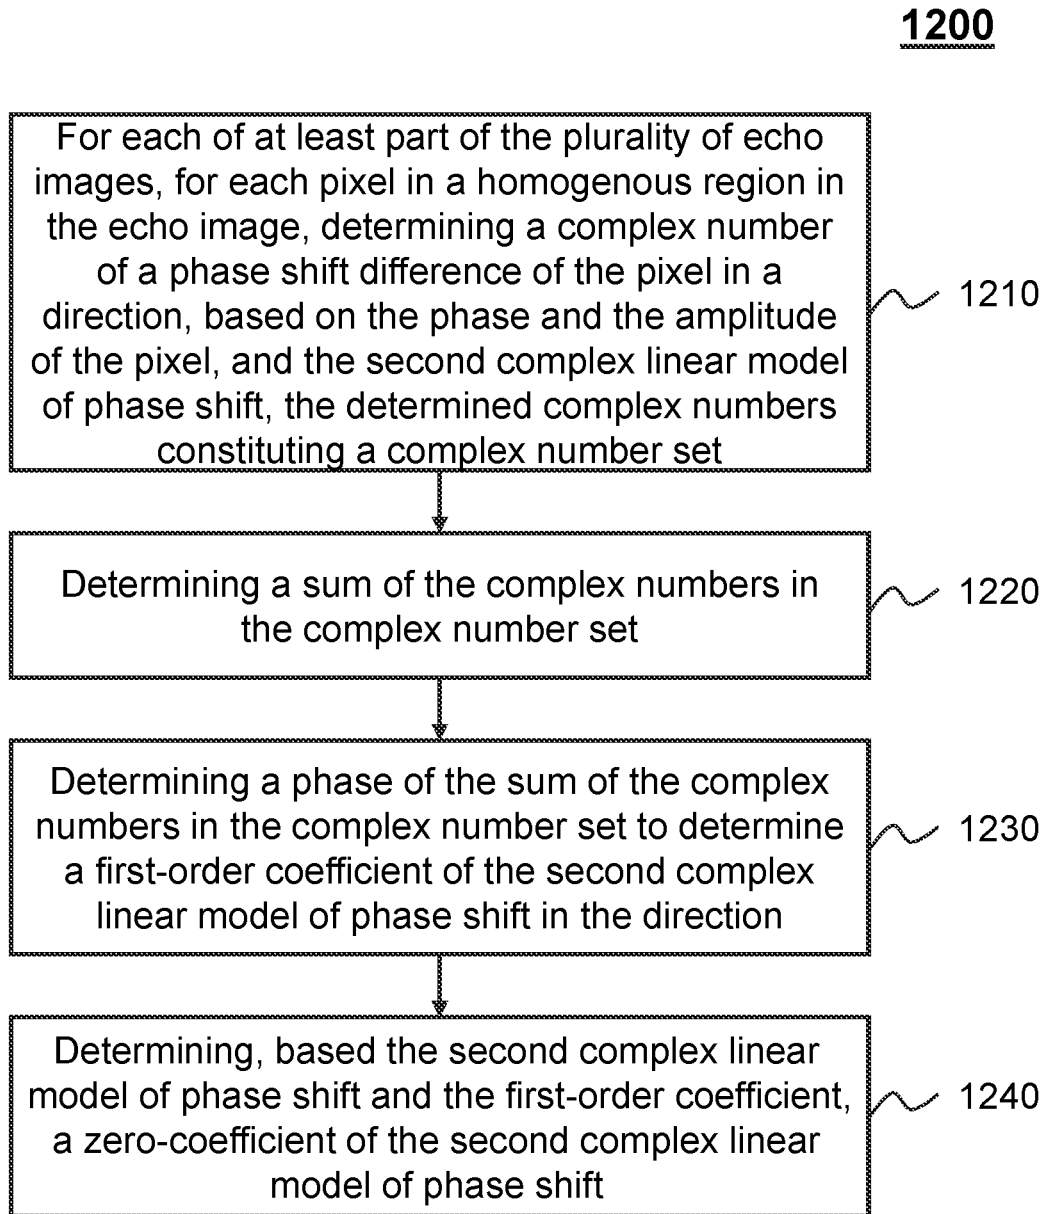 1200
For each of at least part of the plurality of echo
images, for each pixel in a homogenous region in
the echo image, determining a complex number
of a phase shift difference of the pixel in a
direction, based on the phase and the amplitude
of the pixel, and the second complex linear model
of phase shift, the determined complex numbers
constituting a complex number set
1210
Determining a sum of the complex numbers in
the complex number set
1220
Determining a phase of the sum of the complex
numbers in the complex number set to determine
a first-order coefficient of the second complex
linear model of phase shift in the direction
1230
Determining, based the second complex linear
model of phase shift and the first-order coefficient,
a zero-coefficient of the second complex linear
model of phase shift
1240